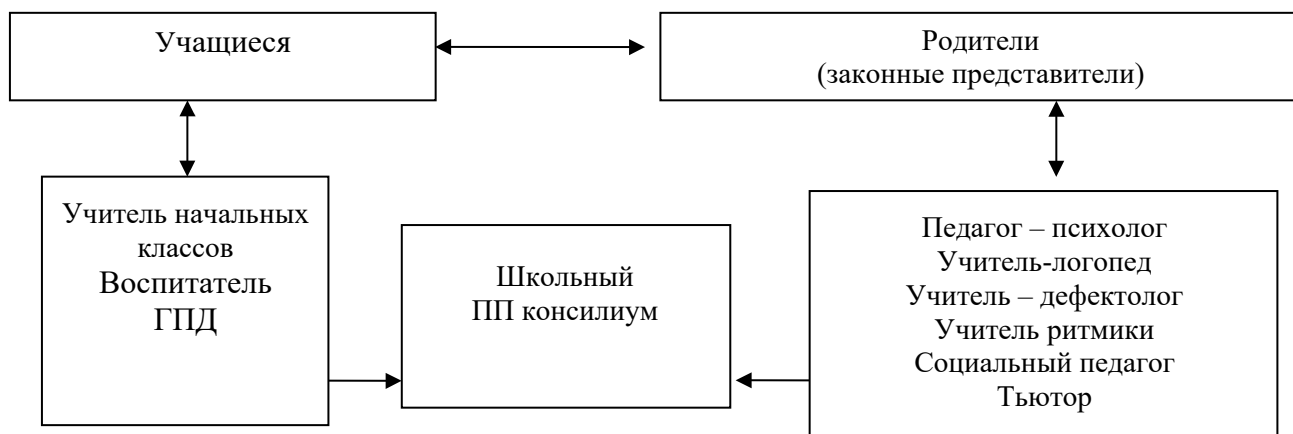 Учащиеся
Родители
(законные представители)
Учитель начальных
классов
Воспитатель
ГПД
Школьный
ПП консилиум
Педагог – психолог
Учитель-логопед
Учитель – дефектолог
Учитель ритмики
Социальный педагог
Тьютор